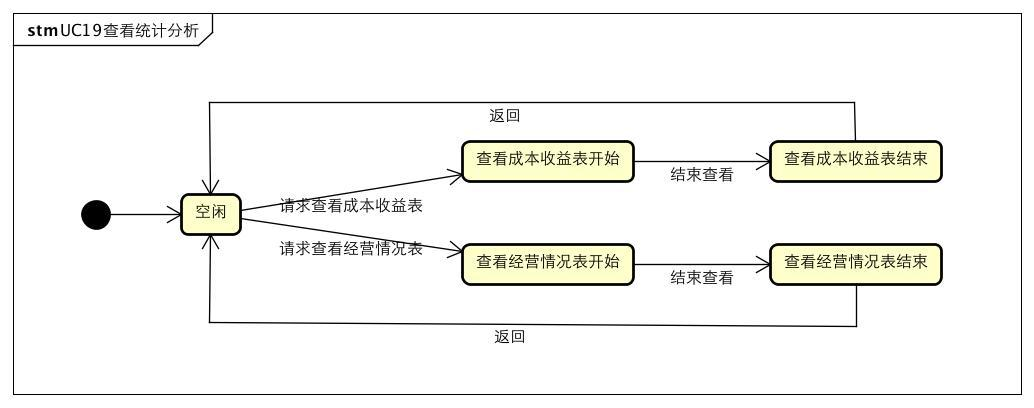 stm UC19查看统计分析
返回
查看成本收益表开始
查看成本收益表结束
结束查看
请求查看成本收益表
空闲
请求查看经营情况表
查看经营情况表开始
查看经营情况表结束
结束查看
返回